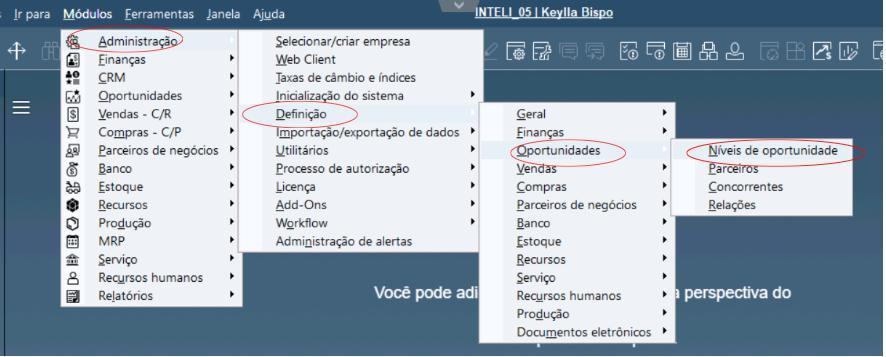 Ir para Módulos Ferramentas Janela Ajuda INTELI_05 | Keylla Bispo
Administração
Finanças
CRM
Oportunidades
Vendas - C/R
Compras - C/P
Parceiros de negócios
Banco
Estoque
Recursos
Produção
MRP
Serviço
Recursos humanos
Relatórios
Selecionar/criar empresa
Web Client
Taxas de câmbio e índices
Inicialização do sistema
Definição
Importação/exportação de dados
Utilitários
Processo de autorização
Licença
Add-Ons
Workflow
Administração de alertas
Geral
Finanças
Oportunidades
Vendas
Compras
Parceiros de negócios
Banco
Estoque
Recursos
Serviço
Recursos humanos
Produção
Documentos eletrônicos
Níveis de oportunidade
Parceiros
Concorrentes
Relações
Você pode adi
a perspectiva do